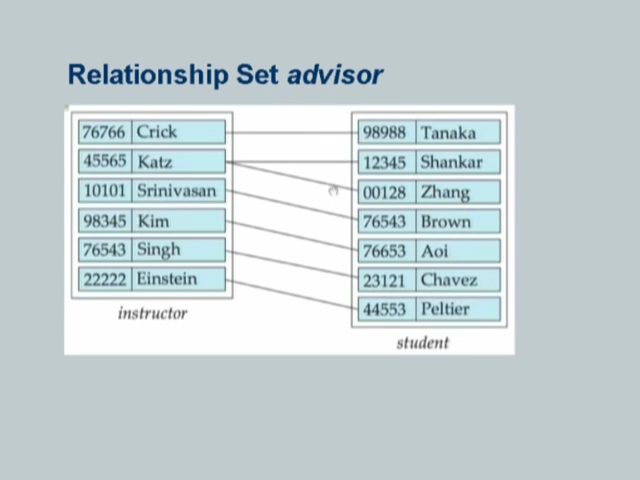 Relationship Set advisor
76766 Crick
45565 Katz
10101 Srinivasan
98345 Kim
76543 Singh
22222 Einstein
instructor
98988 Tanaka
12345 Shankar
00128 Zhang
76543 Brown
76653 Aoi
23121 Chavez
44553 Peltier
student